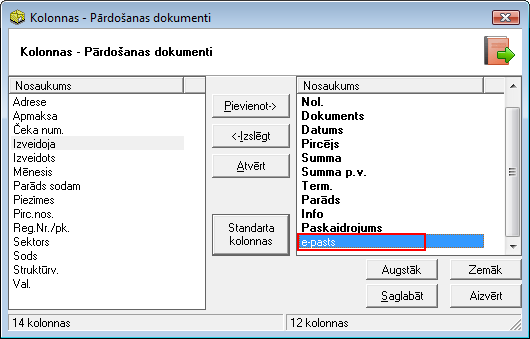 Kolonnas - Pārdošanas dokumenti
Kolonnas - Pārdošanas dokumenti
Nosaukums
Adrese
Apmaksa
Čeka num.
Izveidoja
Izveidots
Mēnesis
Parāds sodam
Piezīmes
Pirc.nos.
Reg.Nr./pk.
Sektors
Sods
Struktūrv.
Val.
Pievienot->
<-Izslēgt
Atvērt
Standarta
kolonnas
Nosaukums
Nol.
Dokuments
Datums
Pircējs
Summa
Summa p.v.
Term.
Parāds
Info
Paskaidrojums
e-pasts
Augstāk
Zemāk
Saglabāt
Aizvērt
14 kolonnas
12 kolonnas